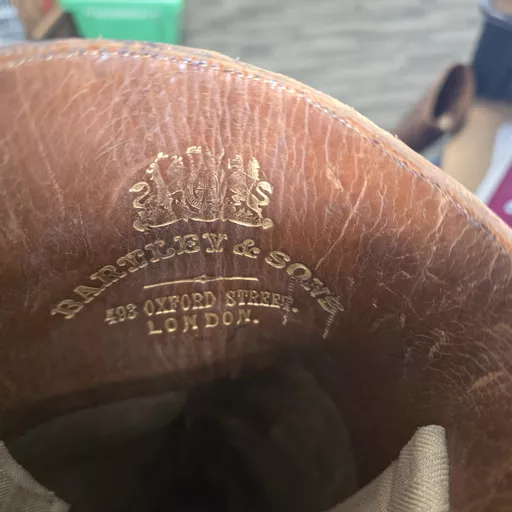 BARTLEY & SONS
493 OXFORD STREET.
LONDON.